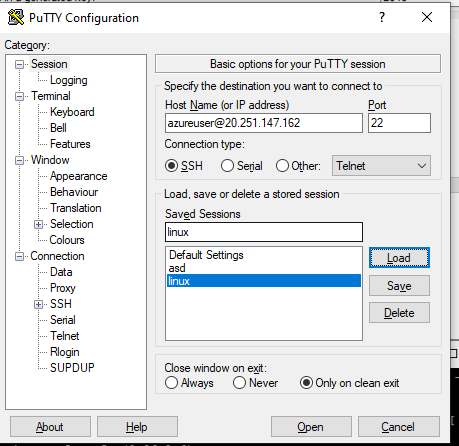 PuTTY Configuration
Category:
Session
Logging
Terminal
Keyboard
Bell
Features
Window
Appearance
Behaviour
Translation
Selection
Colours
Connection
Data
Proxy
SSH
Serial
Telnet
Rlogin
SUPDUP
Basic options for your PuTTY session
Specify the destination you want to connect to
Host Name (or IP address) Port
azureuser@20.251.147.162 22
Connection type:
SSH Serial Other: Telnet
Load, save or delete a stored session
Saved Sessions
linux
Default Settings
asd
linux
Load
Save
Delete
Close window on exit:
Always Never Only on clean exit
About Help Open Cancel